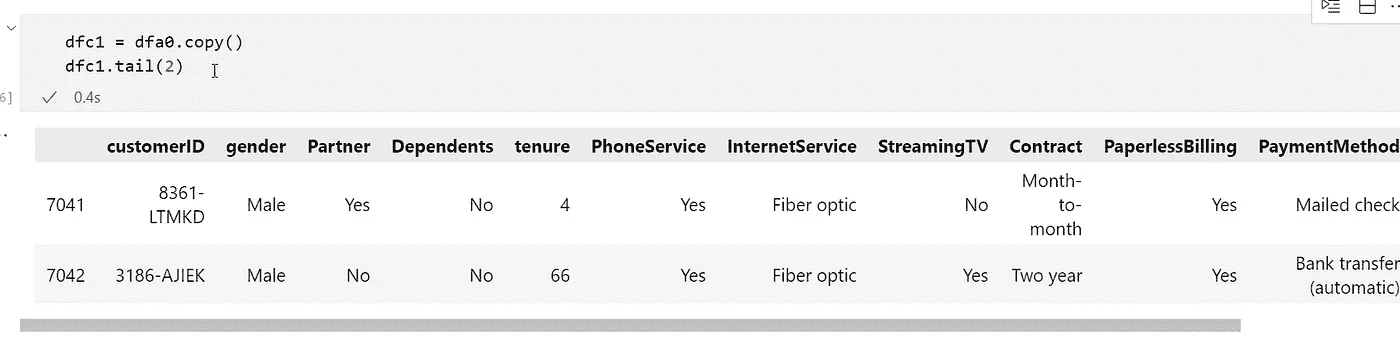 dfc1 = dfa0.copy()
dfc1.tail(2)
6]
0.4s
customerID gender Partner Dependents tenure PhoneService InternetService StreamingTV Contract PaperlessBilling PaymentMethod
7041 8361-LTMKD Male Yes No 4 Yes Fiber optic No Month-to-month Yes Mailed check
7042 3186-AJIEK Male No No 66 Yes Fiber optic Yes Two year Yes Bank transfer (automatic)